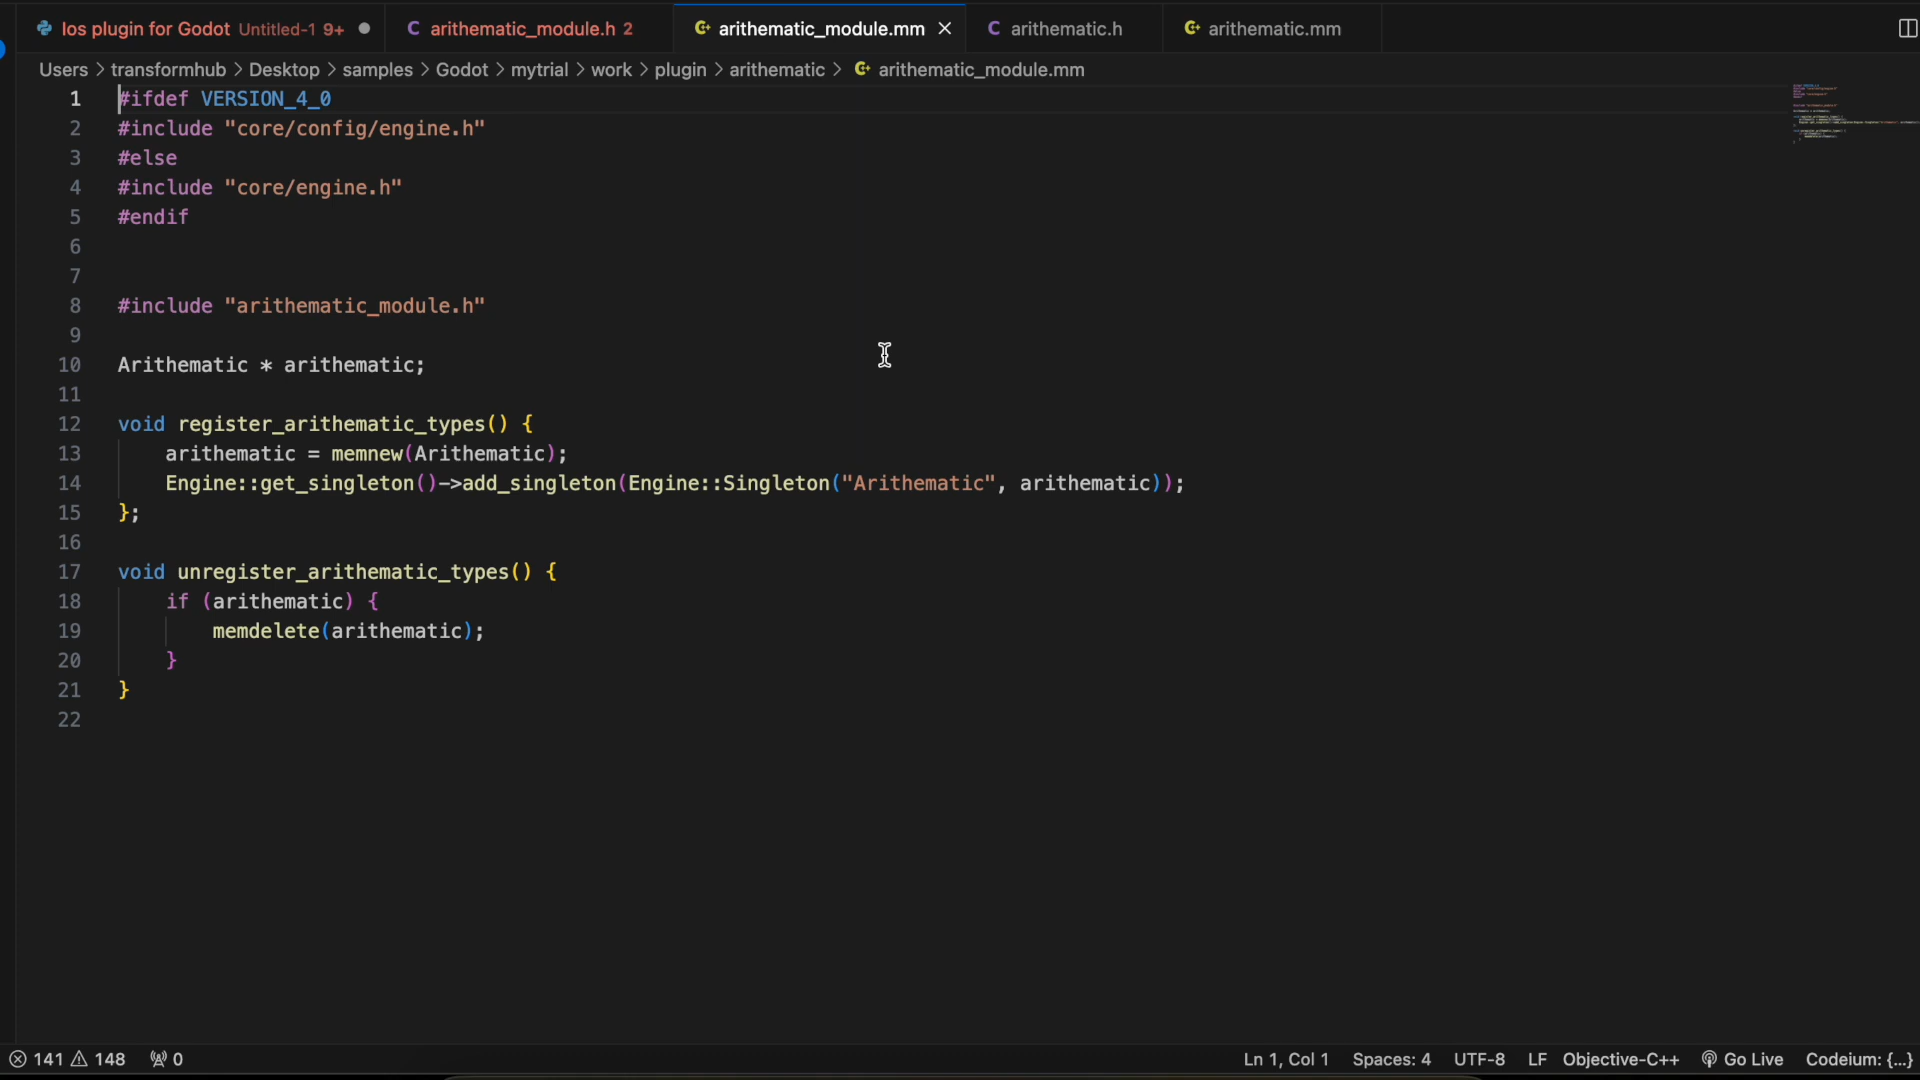 Ios plugin for Godot Untitled-1 9+ arithematic_module.h 2 arithematic_module.mm arithematic.h arithematic.mm
Users > transformhub > Desktop > samples > Godot > mytrial > work > plugin > arithematic > arithematic_module.mm
1 #ifdef VERSION_4_0
2 #include "core/config/engine.h"
3 #else
4 #include "core/engine.h"
5 #endif
6
7
8 #include "arithematic_module.h"
9
10 Arithematic * arithematic;
11
12 void register_arithematic_types() {
13 arithematic = memnew(Arithematic);
14 Engine::get_singleton()->add_singleton(Engine::Singleton("Arithematic", arithematic));
15 };
16
17 void unregister_arithematic_types() {
18 if (arithematic) {
19 memdelete(arithematic);
20 }
21 }
22
141 148 0 Ln 1, Col 1 Spaces: 4 UTF-8 LF Objective-C++ Go Live Codeium: {...}